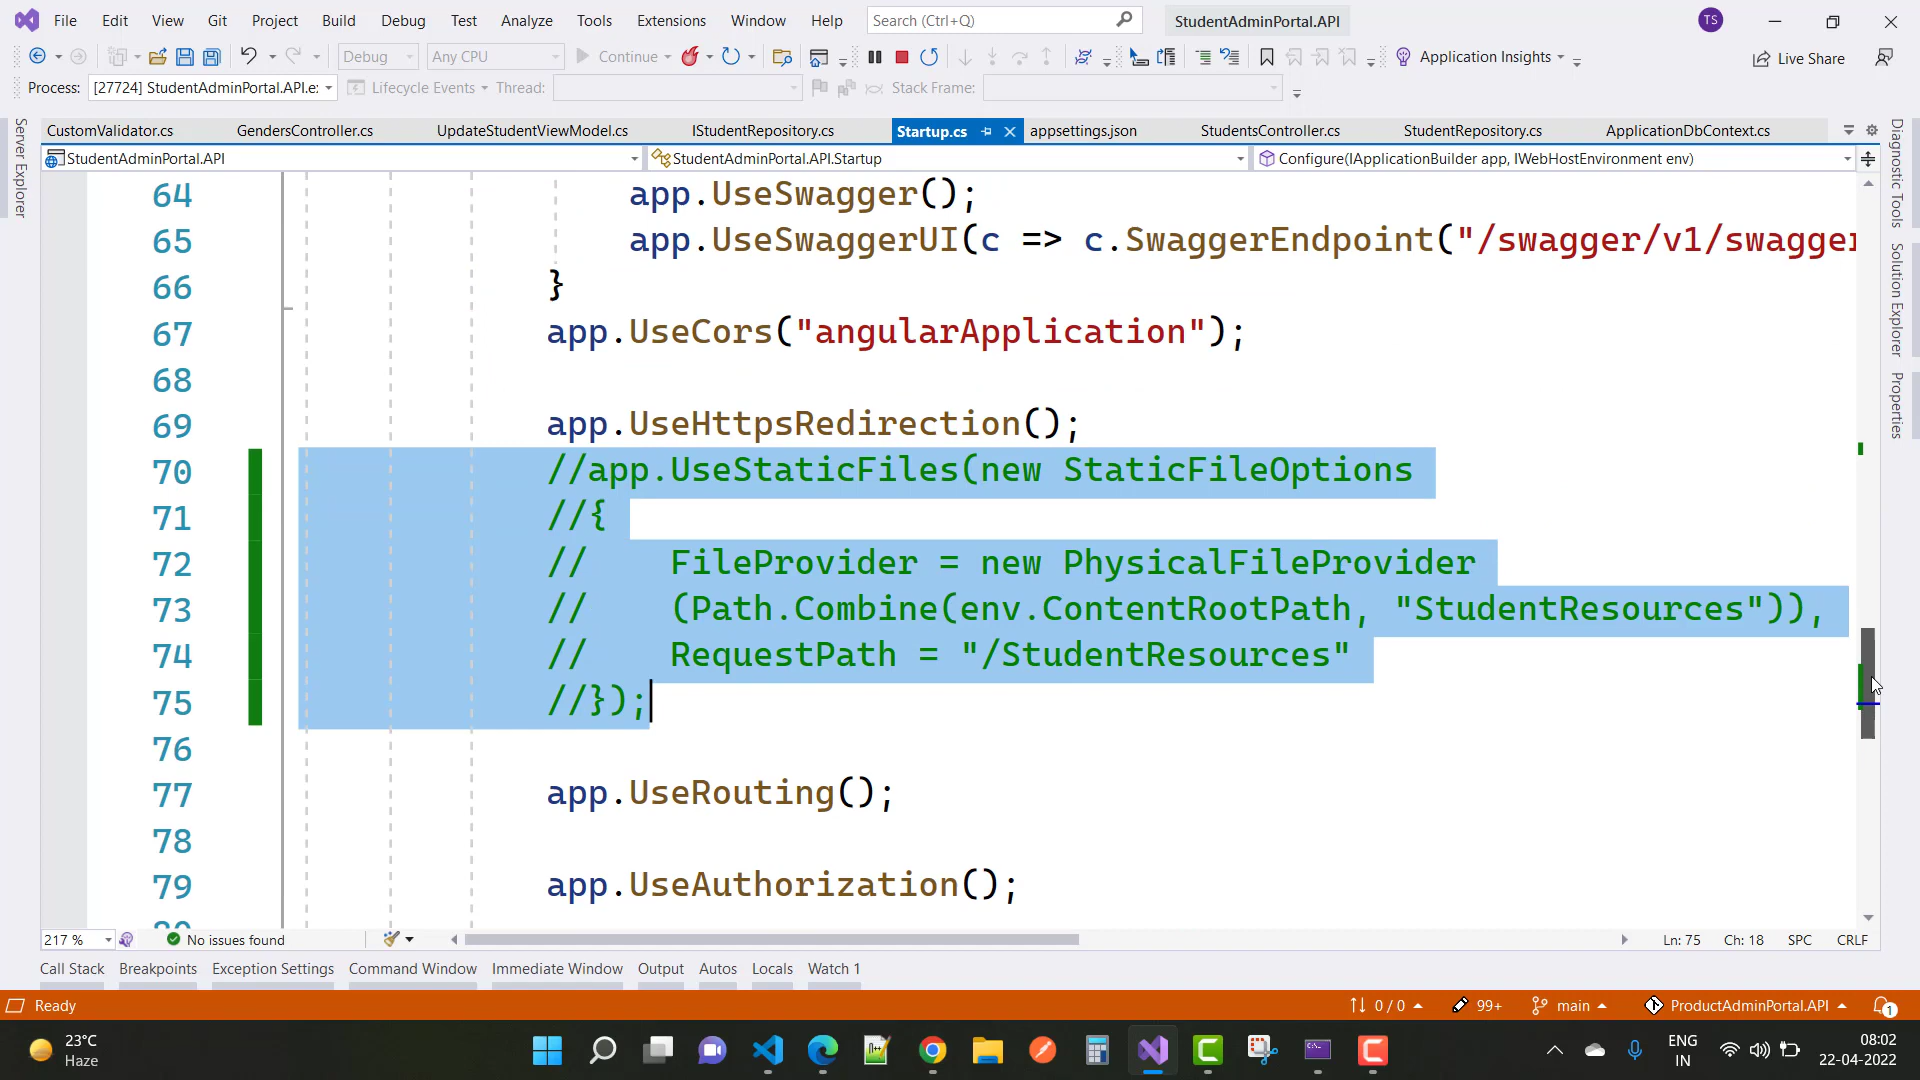 File Edit View Git Project Build Debug Test Analyze Tools Extensions Window Help Search (Ctrl+Q) StudentAdminPortal.API TS
Debug Any CPU Continue Application Insights Live Share
Process: [27724] StudentAdminPortal.API.e: Lifecycle Events Thread: Stack Frame:
CustomValidator.cs GendersController.cs UpdateStudentViewModel.cs IStudentRepository.cs Startup.cs appsettings.json StudentsController.cs StudentRepository.cs ApplicationDbContext.cs
StudentAdminPortal.API StudentAdminPortal.API.Startup Configure(IApplicationBuilder app, IWebHostEnvironment env)
Server Explorer
Diagnostic Tools
Solution Explorer
Properties
64 app.UseSwagger();
65 app.UseSwaggerUI(c => c.SwaggerEndpoint("/swagger/v1/swagger
66 }
67 app.UseCors("angularApplication");
68
69 app.UseHttpsRedirection();
70 //app.UseStaticFiles(new StaticFileOptions
71 //{
72 // FileProvider = new PhysicalFileProvider
73 // (Path.Combine(env.ContentRootPath, "StudentResources")),
74 // RequestPath = "/StudentResources"
75 //});
76
77 app.UseRouting();
78
79 app.UseAuthorization();
80
217 % No issues found Ln: 75 Ch: 18 SPC CRLF
Call Stack Breakpoints Exception Settings Command Window Immediate Window Output Autos Locals Watch 1
Ready 0 / 0 99+ main ProductAdminPortal.API 1
23°C
Haze
ENG
IN
08:02
22-04-2022